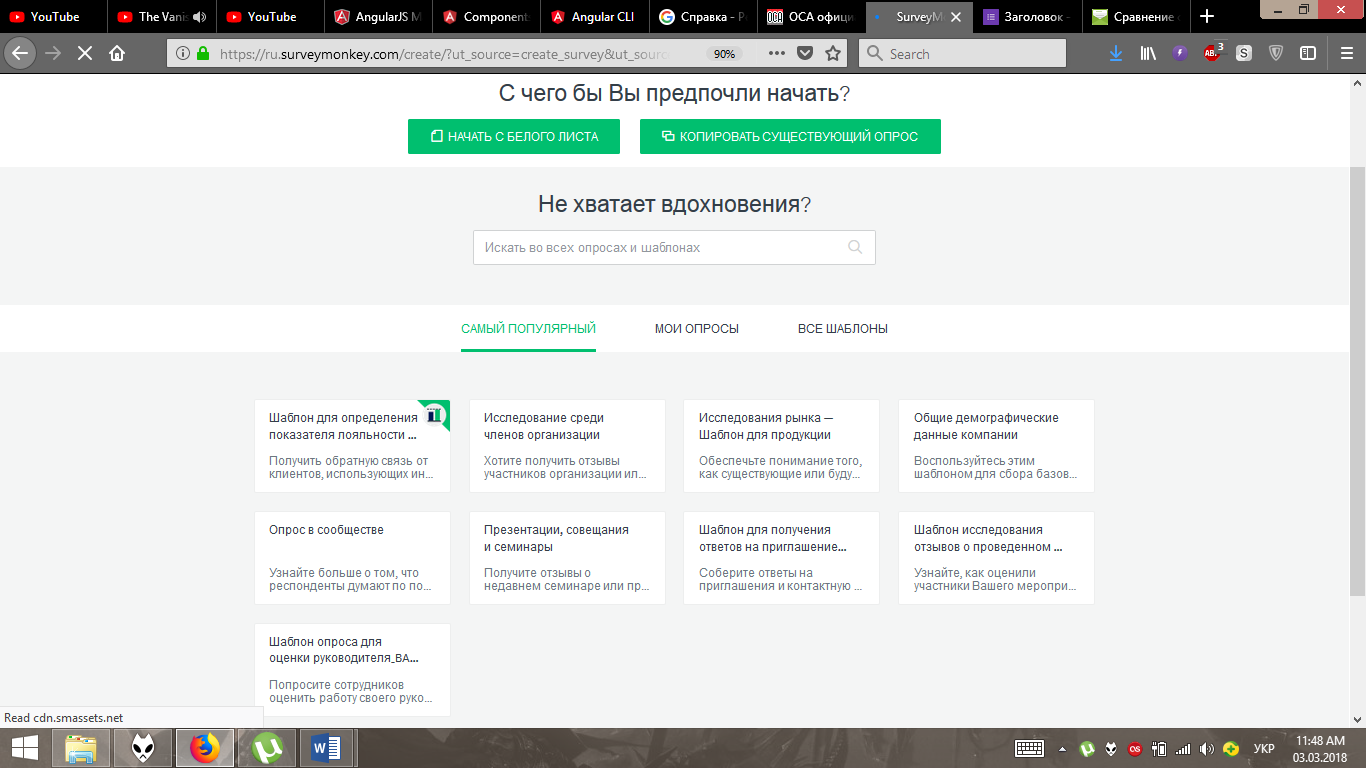 YouTube
The Vanis
YouTube
AngularJS M
Component
Angular CLI
Справка - P
OCA офици
SurveyMo
Заголовок -
Сравнение
https://ru.surveymonkey.com/create/?ut_source=create_survey&ut_sourc
90%
Search
3
С чего бы Вы предпочли начать?
НАЧАТЬ С БЕЛОГО ЛИСТА
КОПИРОВАТЬ СУЩЕСТВУЮЩИЙ ОПРОС
Не хватает вдохновения?
Искать во всех опросах и шаблонах
САМЫЙ ПОПУЛЯРНЫЙ
МОИ ОПРОСЫ
ВСЕ ШАБЛОНЫ
Шаблон для определения
показателя лояльности ...
Получить обратную связь от
клиентов, использующих ин...
Исследование среди
членов организации
Хотите получить отзывы
участников организации ил...
Исследования рынка —
Шаблон для продукции
Обеспечьте понимание того,
как существующие или буду...
Общие демографические
данные компании
Воспользуйтесь этим
шаблоном для сбора базов...
Опрос в сообществе
Узнайте больше о том, что
респонденты думают по по...
Презентации, совещания
и семинары
Получите отзывы о
недавнем семинаре или пр...
Шаблон для получения
ответов на приглашение...
Соберите ответы на
приглашения и контактную ...
Шаблон исследования
отзывов о проведенном ...
Узнайте, как оценили
участники Вашего меропри...
Шаблон опроса для
оценки руководителя_BA...
Попросите сотрудников
оценить работу своего руко...
Read cdn.smassets.net
УКР
11:48 AM
03.03.2018